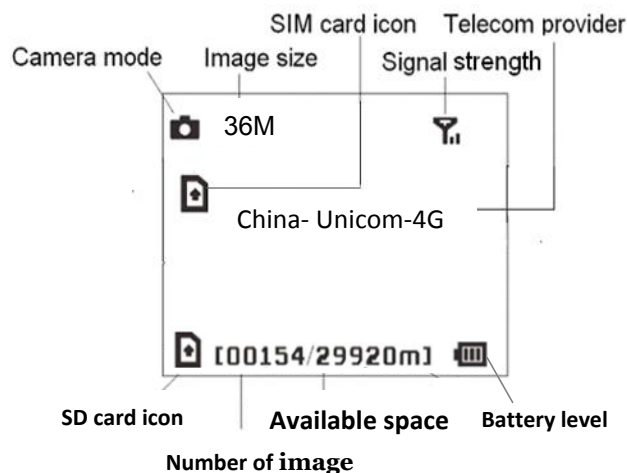 SIM card icon Telecom provider
Camera mode Image size Signal strength
36M
China- Unicom-4G
[00154/29920m]
SD card icon Available space Battery level
Number of image